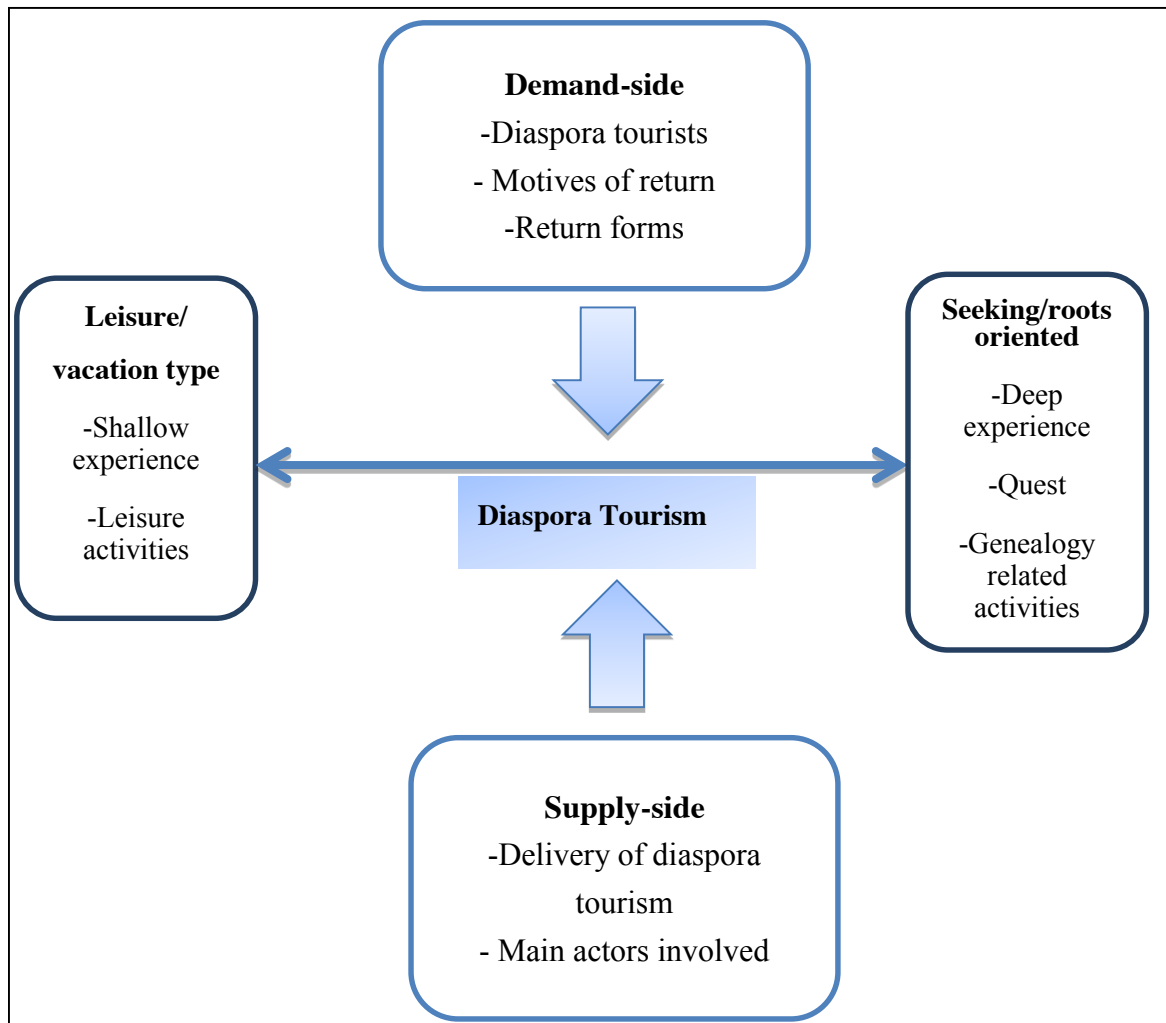 Demand-side
-Diaspora tourists
- Motives of return
-Return forms
Leisure/
vacation type
-Shallow
experience
-Leisure
activities
Seeking/roots
oriented
-Deep
experience
-Quest
-Genealogy
related
activities
Diaspora Tourism
Supply-side
-Delivery of diaspora
tourism
- Main actors involved